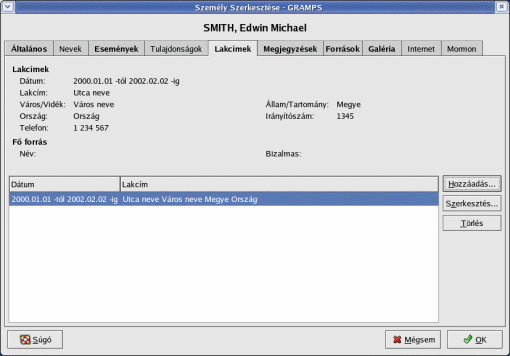 Személy Szerkesztése - GRAMPS
SMITH, Edwin Michael
Általános Nevek Események Tulajdonságok Lakcímek Megjegyzések Források Galéria Internet Mormon
Lakcímek
Dátum: 2000.01.01 -tól 2002.02.02 -ig
Lakcím: Utca neve
Város/Vidék: Város neve Állam/Tartomány: Megye
Ország: Ország Irányítószám: 1345
Telefon: 1 234 567
Fő forrás
Név: Bizalmas:
Dátum Lakcím Hozzáadás...
2000.01.01 -tól 2002.02.02 -ig Utca neve Város neve Megye Ország Szerkesztés...
Törlés
Súgó Mégsem OK